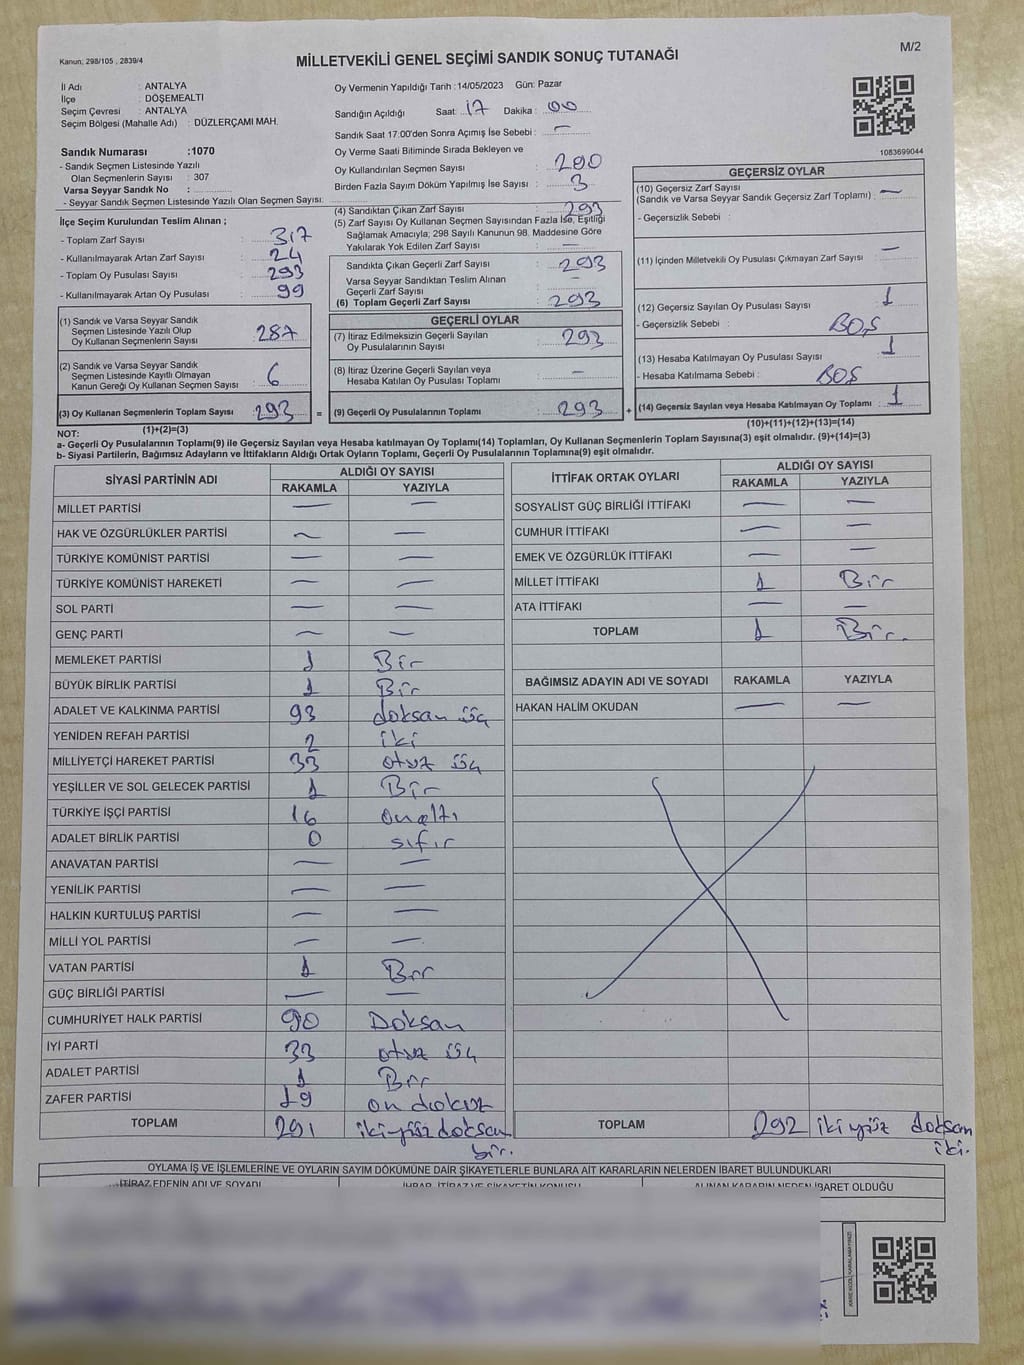 Kanun; 298/105 , 2839/4
MİLLETVEKİLİ GENEL SEÇİMİ SANDIK SONUÇ TUTANAĞI
M/2
İl Adı : ANTALYA
İlçe : DÖŞEMEALTI
Seçim Çevresi : ANTALYA
Seçim Bölgesi (Mahalle Adı) : DÜZLERÇAMI MAH.
Sandık Numarası :1070
- Sandık Seçmen Listesinde Yazılı
Olan Seçmenlerin Sayısı : 307
Varsa Seyyar Sandık No :
- Seyyar Sandık Seçmen Listesinde Yazılı Olan Seçmen Sayısı:
İlçe Seçim Kurulundan Teslim Alınan ;
- Toplam Zarf Sayısı : 317
- Kullanılmayarak Artan Zarf Sayısı : 24
- Toplam Oy Pusulası Sayısı : 293
- Kullanılmayarak Artan Oy Pusulası : 99
(1) Sandık ve Varsa Seyyar Sandık
Seçmen Listesinde Yazılı Olup
Oy Kullanan Seçmenlerin Sayısı : 287
(2) Sandık ve Varsa Seyyar Sandık
Seçmen Listesinde Kayıtlı Olmayan
Kanun Gereği Oy Kullanan Seçmen Sayısı : 6
(3) Oy Kullanan Seçmenlerin Toplam Sayısı : 293 =
(1)+(2)=(3)
Oy Vermenin Yapıldığı Tarih :14/05/2023 Gün: Pazar
Sandığın Açıldığı Saat: 17 Dakika : 00
Sandık Saat 17:00'den Sonra Açımış İse Sebebi : —
Oy Verme Saati Bitiminde Sırada Bekleyen ve
Oy Kullandırılan Seçmen Sayısı : 290
Birden Fazla Sayım Döküm Yapılmış İse Sayısı : 3
(4) Sandıktan Çıkan Zarf Sayısı : 293
(5) Zarf Sayısı Oy Kullanan Seçmen Sayısından Fazla İse, Eşitliği
Sağlamak Amacıyla; 298 Sayılı Kanunun 98. Maddesine Göre
Yakılarak Yok Edilen Zarf Sayısı : —
Sandıkta Çıkan Geçerli Zarf Sayısı : 293
Varsa Seyyar Sandıktan Teslim Alınan
Geçerli Zarf Sayısı : —
(6) Toplam Geçerli Zarf Sayısı : 293
GEÇERLİ OYLAR
(7) İtiraz Edilmeksizin Geçerli Sayılan
Oy Pusulalarının Sayısı : 293
(8) İtiraz Üzerine Geçerli Sayılan veya
Hesaba Katılan Oy Pusulası Toplamı : —
(9) Geçerli Oy Pusulalarının Toplamı : 293 +
1083699044
GEÇERSİZ OYLAR
(10) Geçersiz Zarf Sayısı
(Sandık ve Varsa Seyyar Sandık Geçersiz Zarf Toplamı) : —
- Geçersizlik Sebebi :
(11) İçinden Milletvekili Oy Pusulası Çıkmayan Zarf Sayısı : —
(12) Geçersiz Sayılan Oy Pusulası Sayısı : 1
- Geçersizlik Sebebi : BOŞ
(13) Hesaba Katılmayan Oy Pusulası Sayısı : 1
- Hesaba Katılmama Sebebi : BOŞ
(14) Geçersiz Sayılan veya Hesaba Katılmayan Oy Toplamı : 1
(10)+(11)+(12)+(13)=(14)
NOT:
a- Geçerli Oy Pusulalarının Toplamı(9) ile Geçersiz Sayılan veya Hesaba katılmayan Oy Toplamı(14) Toplamları, Oy Kullanan Seçmenlerin Toplam Sayısına(3) eşit olmalıdır. (9)+(14)=(3)
b- Siyasi Partilerin, Bağımsız Adayların ve İttifakların Aldığı Ortak Oyların Toplamı, Geçerli Oy Pusulalarının Toplamına(9) eşit olmalıdır.
SİYASİ PARTİNİN ADI ALDIĞI OY SAYISI
RAKAMLA YAZIYLA
MİLLET PARTİSİ — —
HAK VE ÖZGÜRLÜKLER PARTİSİ — —
TÜRKİYE KOMÜNİST PARTİSİ — —
TÜRKİYE KOMÜNİST HAREKETİ — —
SOL PARTİ — —
GENÇ PARTİ — —
MEMLEKET PARTİSİ 1 Bir
BÜYÜK BİRLİK PARTİSİ 1 Bir
ADALET VE KALKINMA PARTİSİ 93 doksan üç
YENİDEN REFAH PARTİSİ 2 iki
MİLLİYETÇİ HAREKET PARTİSİ 33 otuz üç
YEŞİLLER VE SOL GELECEK PARTİSİ 1 Bir
TÜRKİYE İŞÇİ PARTİSİ 16 onaltı
ADALET BİRLİK PARTİSİ 0 sıfır
ANAVATAN PARTİSİ — —
YENİLİK PARTİSİ — —
HALKIN KURTULUŞ PARTİSİ — —
MİLLİ YOL PARTİSİ — —
VATAN PARTİSİ 1 Bir
GÜÇ BİRLİĞİ PARTİSİ — —
CUMHURİYET HALK PARTİSİ 90 Doksan
İYİ PARTİ 33 otuz üç
ADALET PARTİSİ 1 Bir
ZAFER PARTİSİ 19 on dokuz
TOPLAM 291 ikiyüz doksan
bir.
İTTİFAK ORTAK OYLARI ALDIĞI OY SAYISI
RAKAMLA YAZIYLA
SOSYALİST GÜÇ BİRLİĞİ İTTİFAKI — —
CUMHUR İTTİFAKI — —
EMEK VE ÖZGÜRLÜK İTTİFAKI — —
MİLLET İTTİFAKI 1 Bir
ATA İTTİFAKI — —
TOPLAM 1 Bir.
BAĞIMSIZ ADAYIN ADI VE SOYADI RAKAMLA YAZIYLA
HAKAN HALİM OKUDAN — —
TOPLAM 292 iki yüz doksan
iki.
OYLAMA İŞ VE İŞLEMLERİNE VE OYLARIN SAYIM DÖKÜMÜNE DAİR ŞİKAYETLERLE BUNLARA AİT KARARLARIN NELERDEN İBARET BULUNDUKLARI
İTİRAZ EDENİN ADI VE SOYADI İHBAR, İTİRAZ VE ŞİKAYETİN KONUSU ALINAN KARARIN NEDEN İBARET OLDUĞU